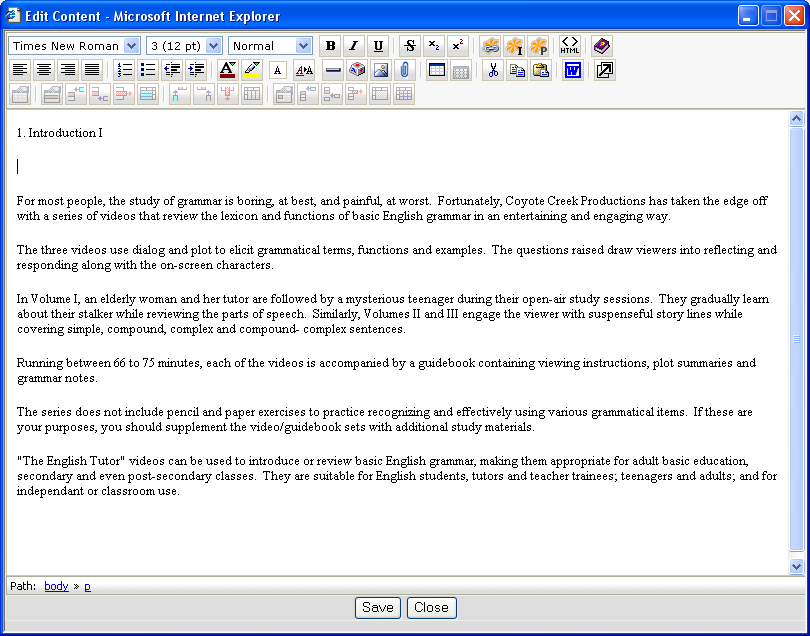 Edit Content - Microsoft Internet Explorer
Times New Roman 3 (12 pt) Normal B I U S x2 x2 I P <> HTML
A A A/A W
1. Introduction I
For most people, the study of grammar is boring, at best, and painful, at worst. Fortunately, Coyote Creek Productions has taken the edge off
with a series of videos that review the lexicon and functions of basic English grammar in an entertaining and engaging way.
The three videos use dialog and plot to elicit grammatical terms, functions and examples. The questions raised draw viewers into reflecting and
responding along with the on-screen characters.
In Volume I, an elderly woman and her tutor are followed by a mysterious teenager during their open-air study sessions. They gradually learn
about their stalker while reviewing the parts of speech. Similarly, Volumes II and III engage the viewer with suspenseful story lines while
covering simple, compound, complex and compound- complex sentences.
Running between 66 to 75 minutes, each of the videos is accompanied by a guidebook containing viewing instructions, plot summaries and
grammar notes.
The series does not include pencil and paper exercises to practice recognizing and effectively using various grammatical items. If these are
your purposes, you should supplement the video/guidebook sets with additional study materials.
"The English Tutor" videos can be used to introduce or review basic English grammar, making them appropriate for adult basic education,
secondary and even post-secondary classes. They are suitable for English students, tutors and teacher trainees; teenagers and adults; and for
independant or classroom use.
Path: body » p
Save Close